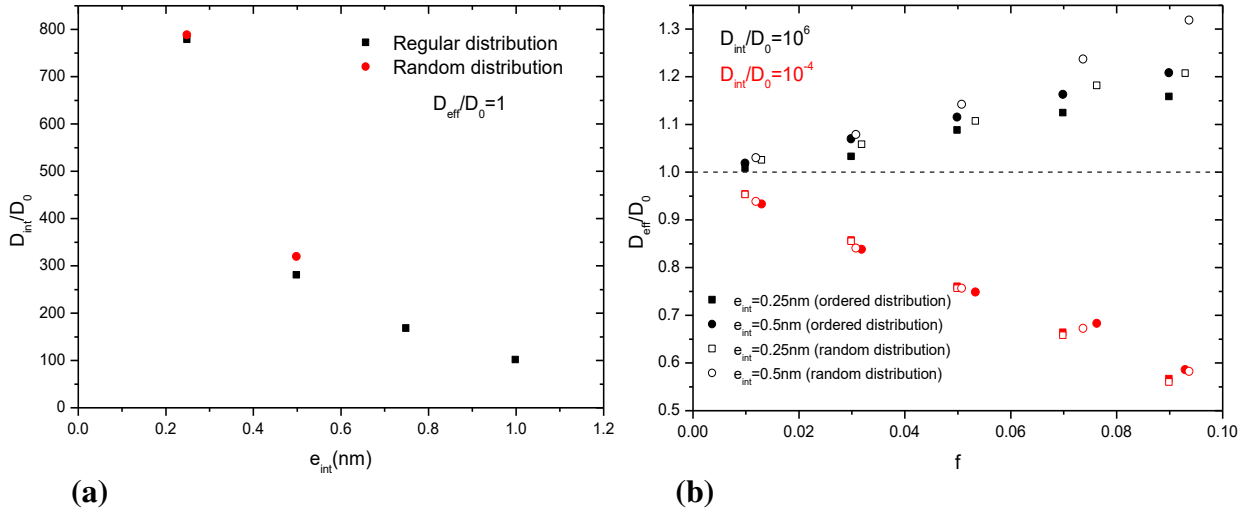 800
700
600
500
400
300
200
100
0
D_int/D_0
Regular distribution
Random distribution
D_eff/D_0=1
0.0 0.2 0.4 0.6 0.8 1.0 1.2
e_int(nm)
(a)
1.3
1.2
1.1
1.0
0.9
0.8
0.7
0.6
0.5
D_eff/D_0
D_int/D_0=10^6
D_int/D_0=10^-4
e_int=0.25nm (ordered distribution)
e_int=0.5nm (ordered distribution)
e_int=0.25nm (random distribution)
e_int=0.5nm (random distribution)
0.00 0.02 0.04 0.06 0.08 0.10
f
(b)